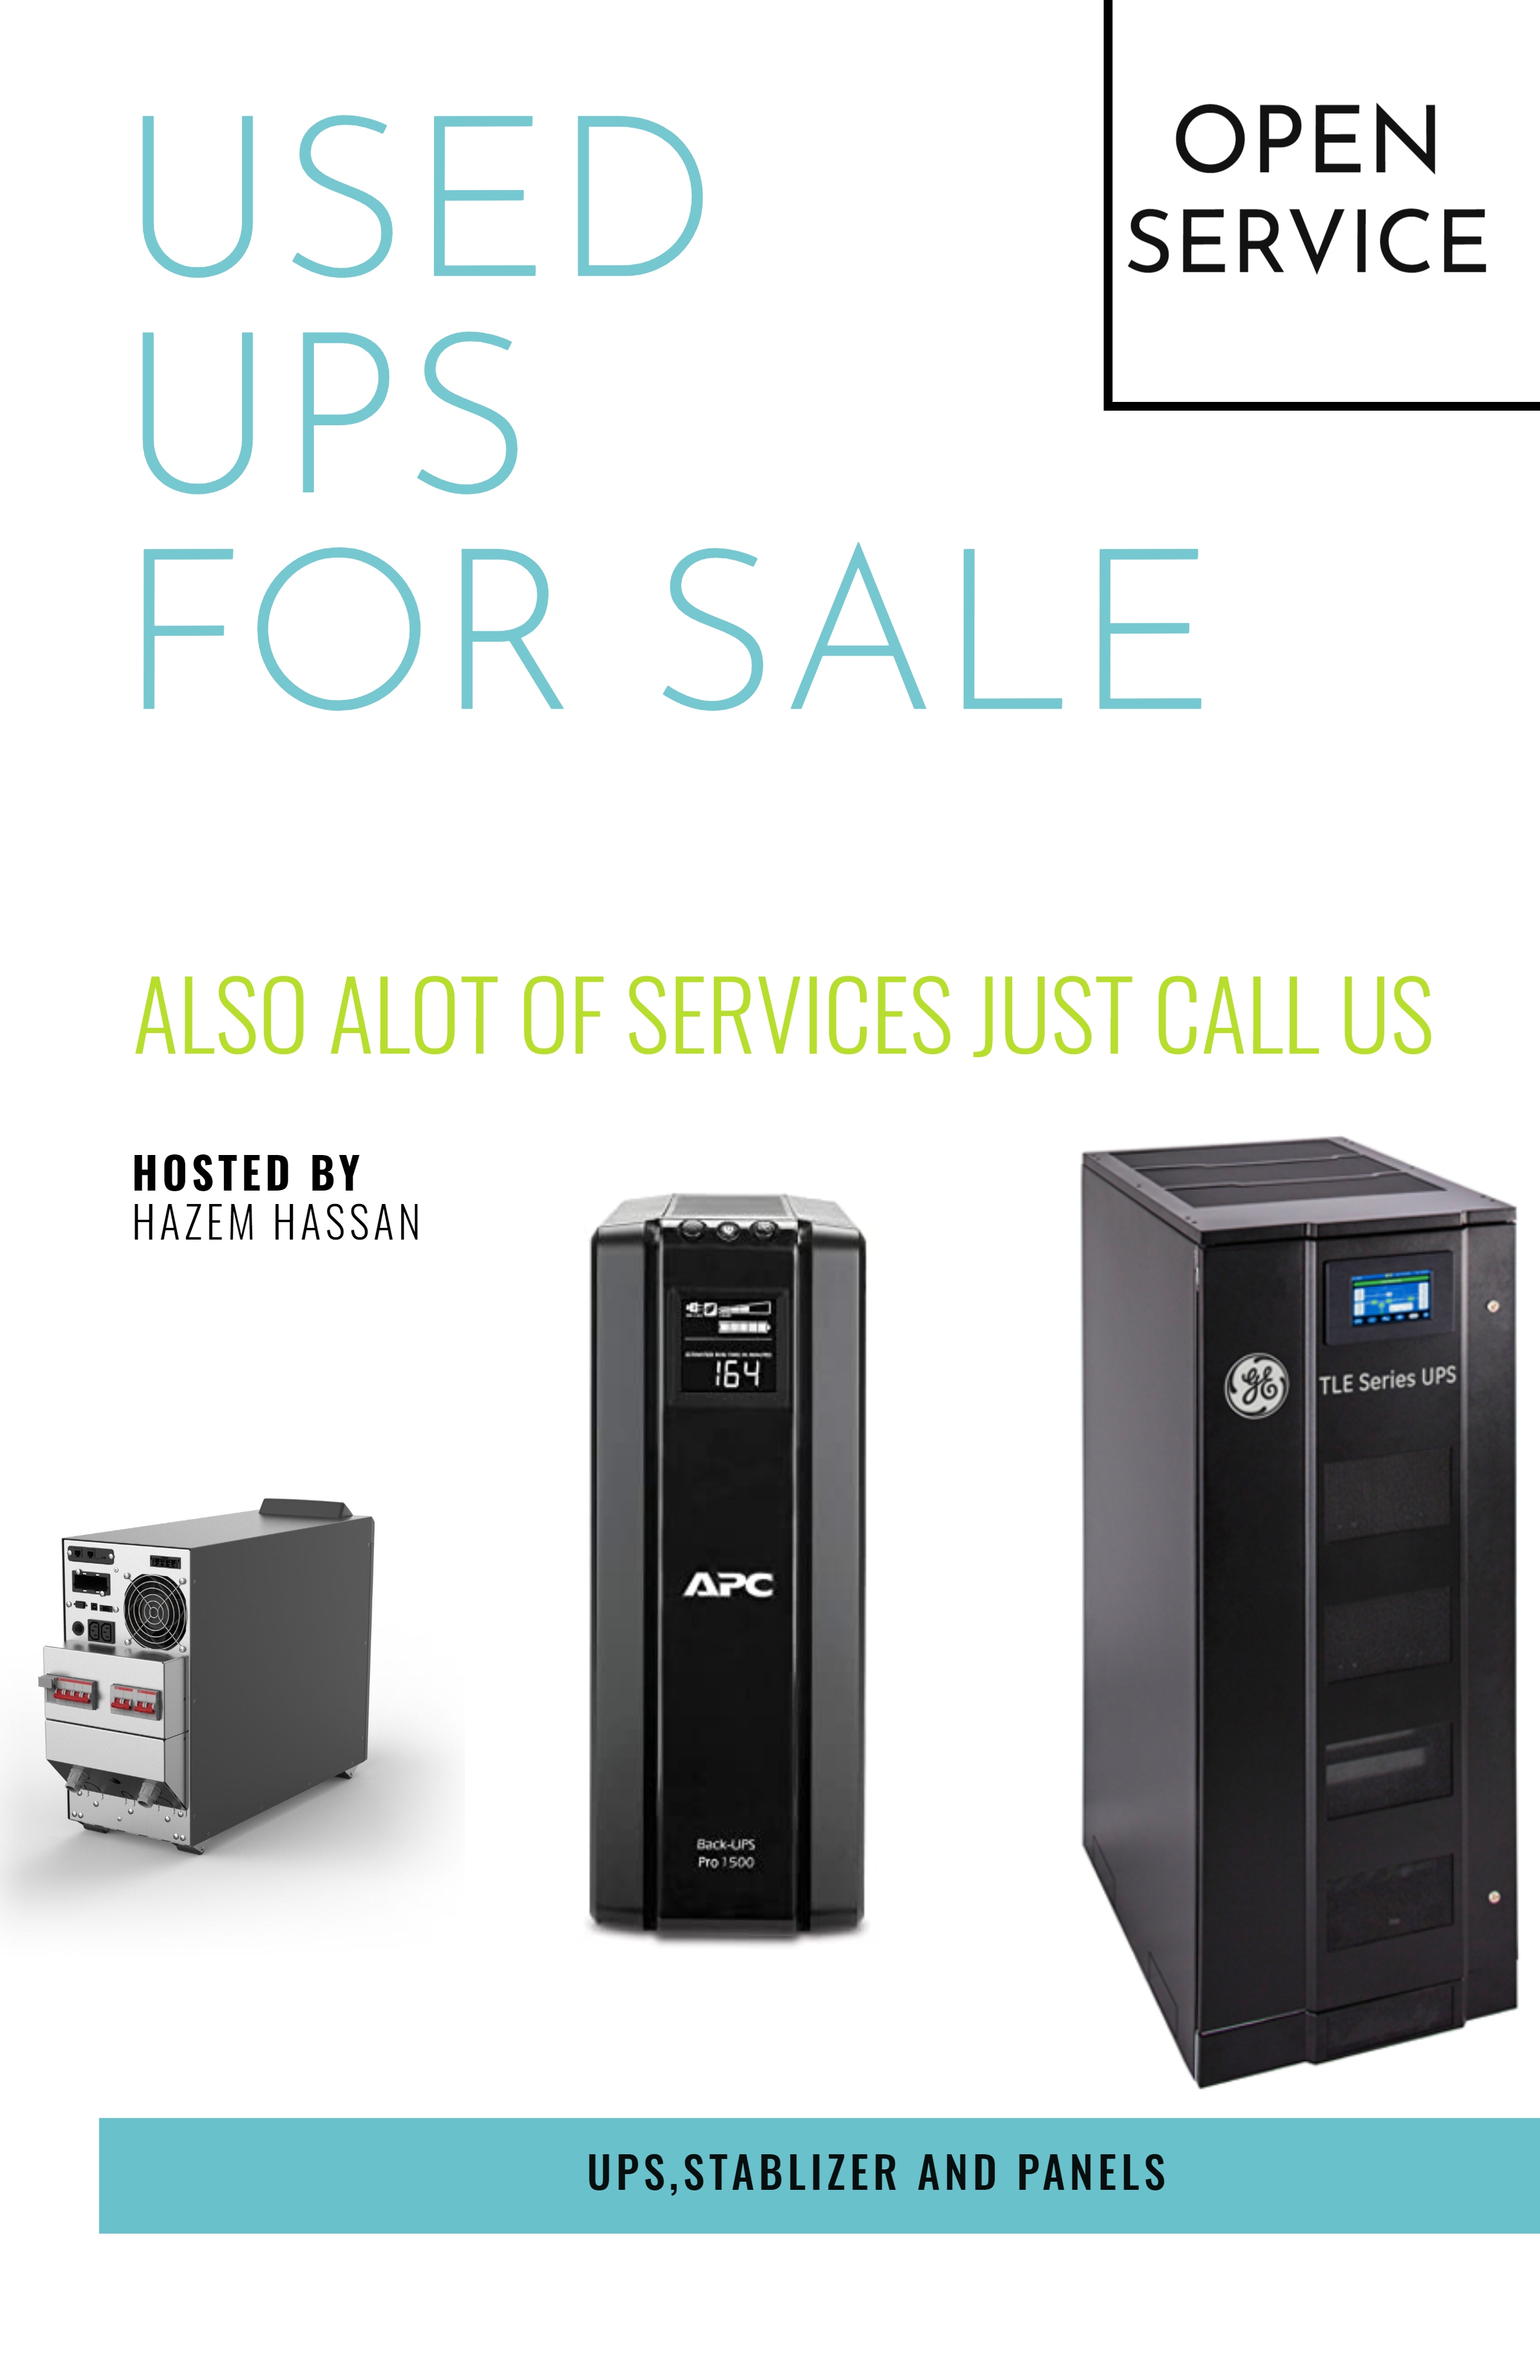 USED
UPS
FOR SALE
OPEN
SERVICE
ALSO ALOT OF SERVICES JUST CALL US
HOSTED BY
HAZEM HASSAN
164
APC
Back-UPS
Pro 1500
GE
TLE Series UPS
UPS,STABLIZER AND PANELS